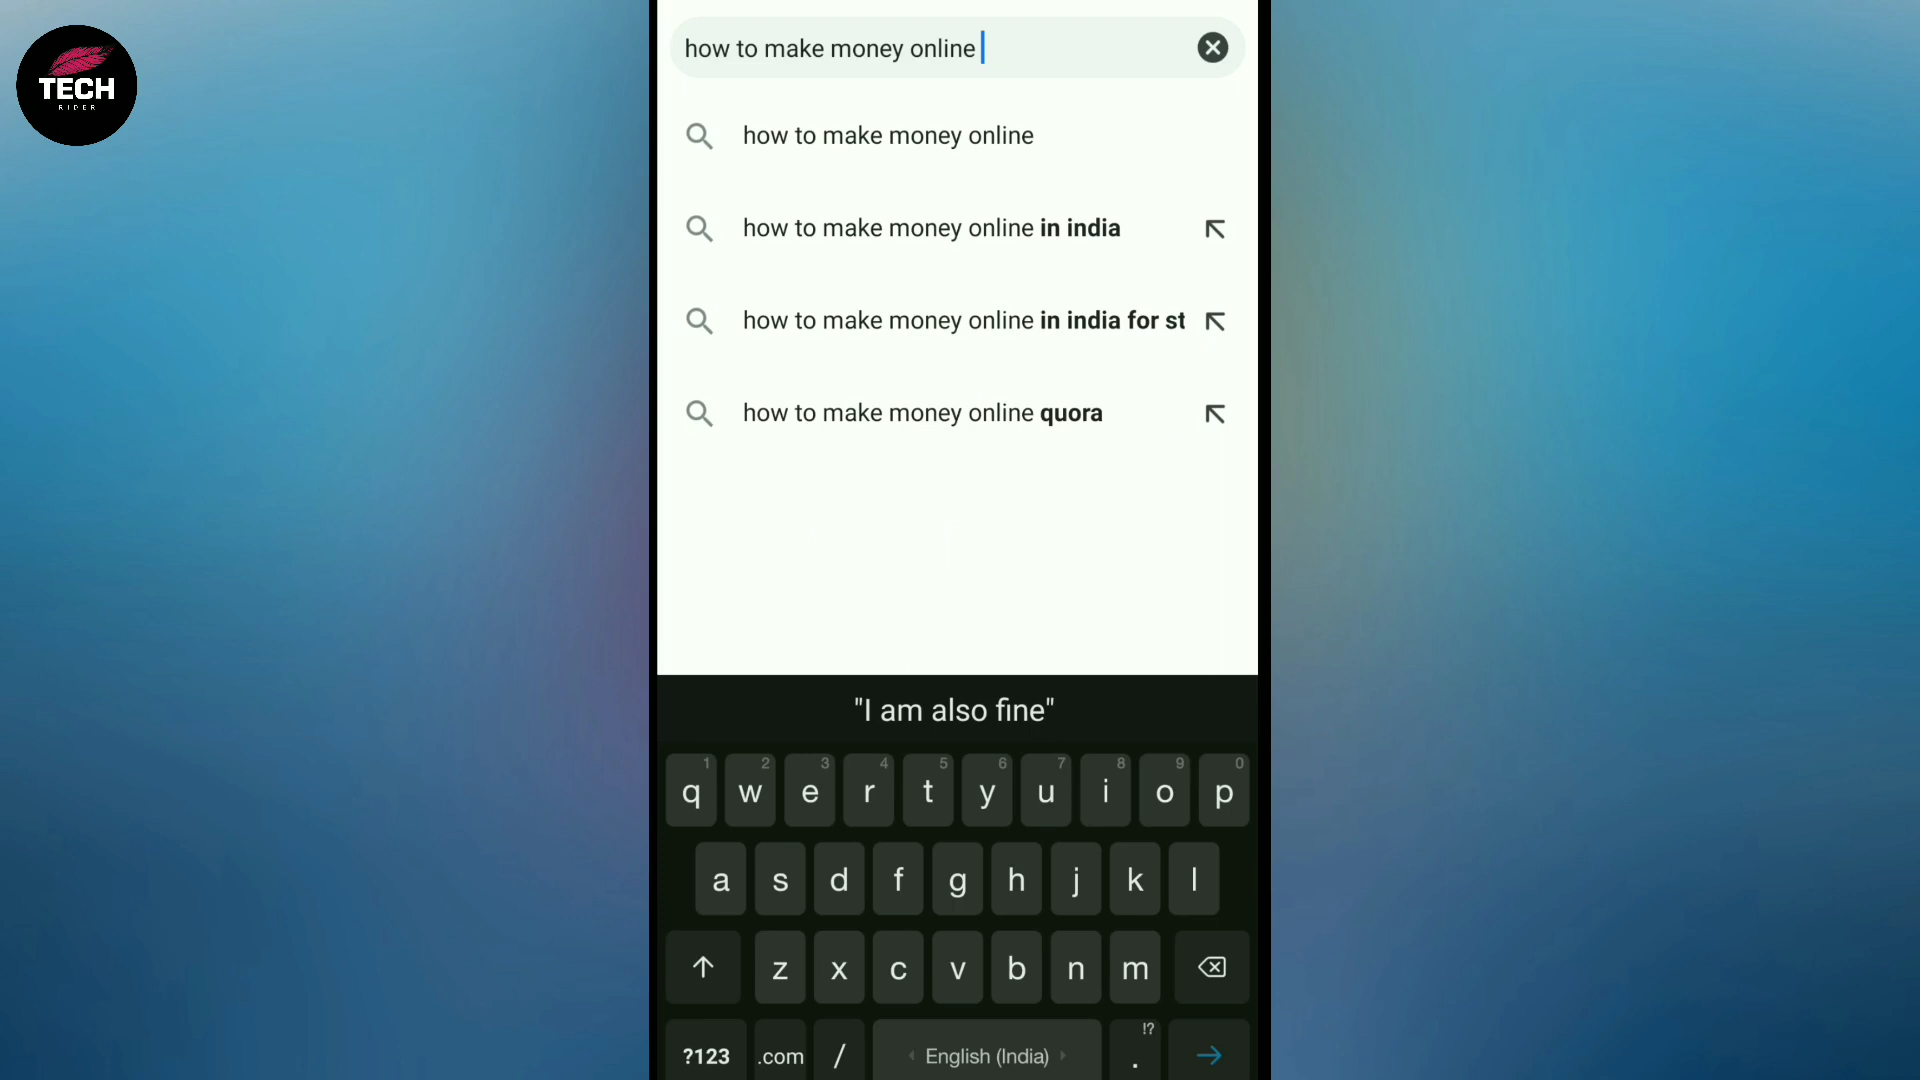 TECH
RIDER
how to make money online
how to make money online
how to make money online in india
how to make money online in india for st
how to make money online quora
"I am also fine"
1 2 3 4 5 6 7 8 9 0
q w e r t y u i o p
a s d f g h j k l
z x c v b n m
!?
?123 .com / English (India) .